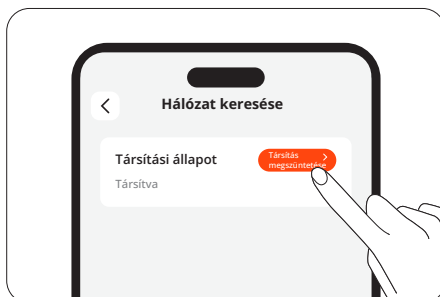 Hálózat keresése
Társítási állapot
Társítás
megszüntetése
Társítva